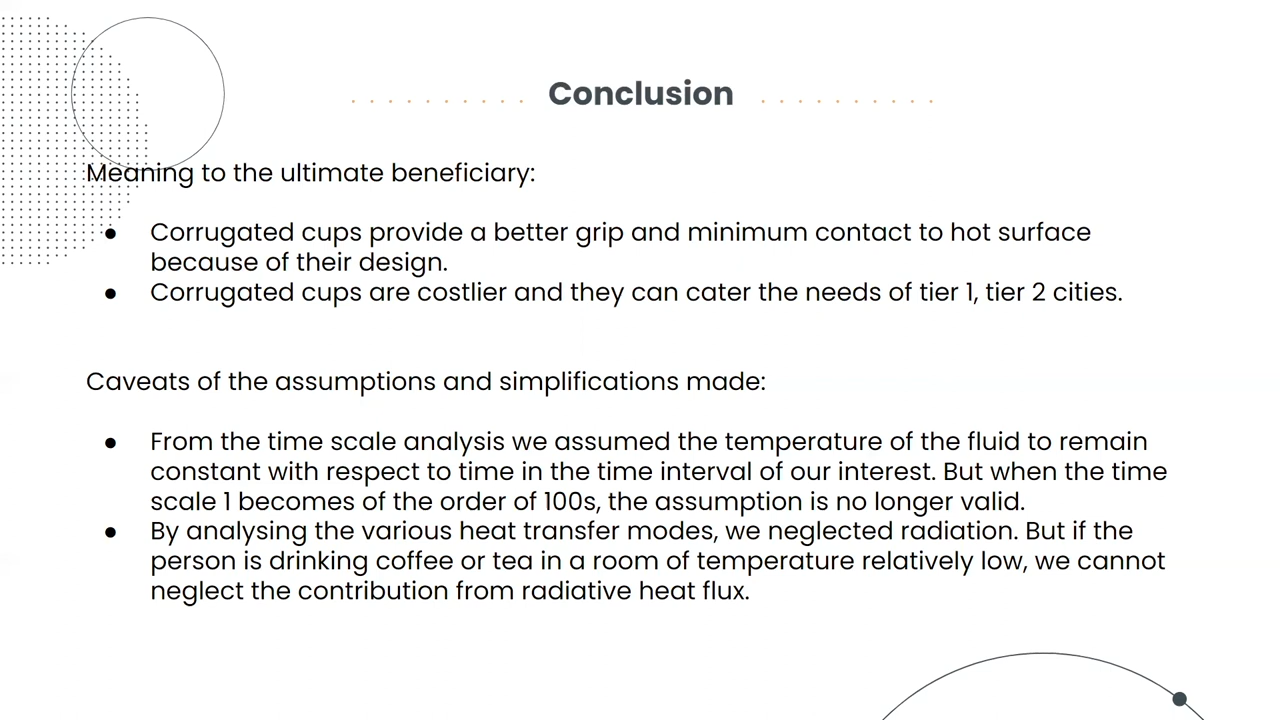 Conclusion
Meaning to the ultimate beneficiary:
● Corrugated cups provide a better grip and minimum contact to hot surface
because of their design.
● Corrugated cups are costlier and they can cater the needs of tier 1, tier 2 cities.
Caveats of the assumptions and simplifications made:
● From the time scale analysis we assumed the temperature of the fluid to remain
constant with respect to time in the time interval of our interest. But when the time
scale 1 becomes of the order of 100s, the assumption is no longer valid.
● By analysing the various heat transfer modes, we neglected radiation. But if the
person is drinking coffee or tea in a room of temperature relatively low, we cannot
neglect the contribution from radiative heat flux.